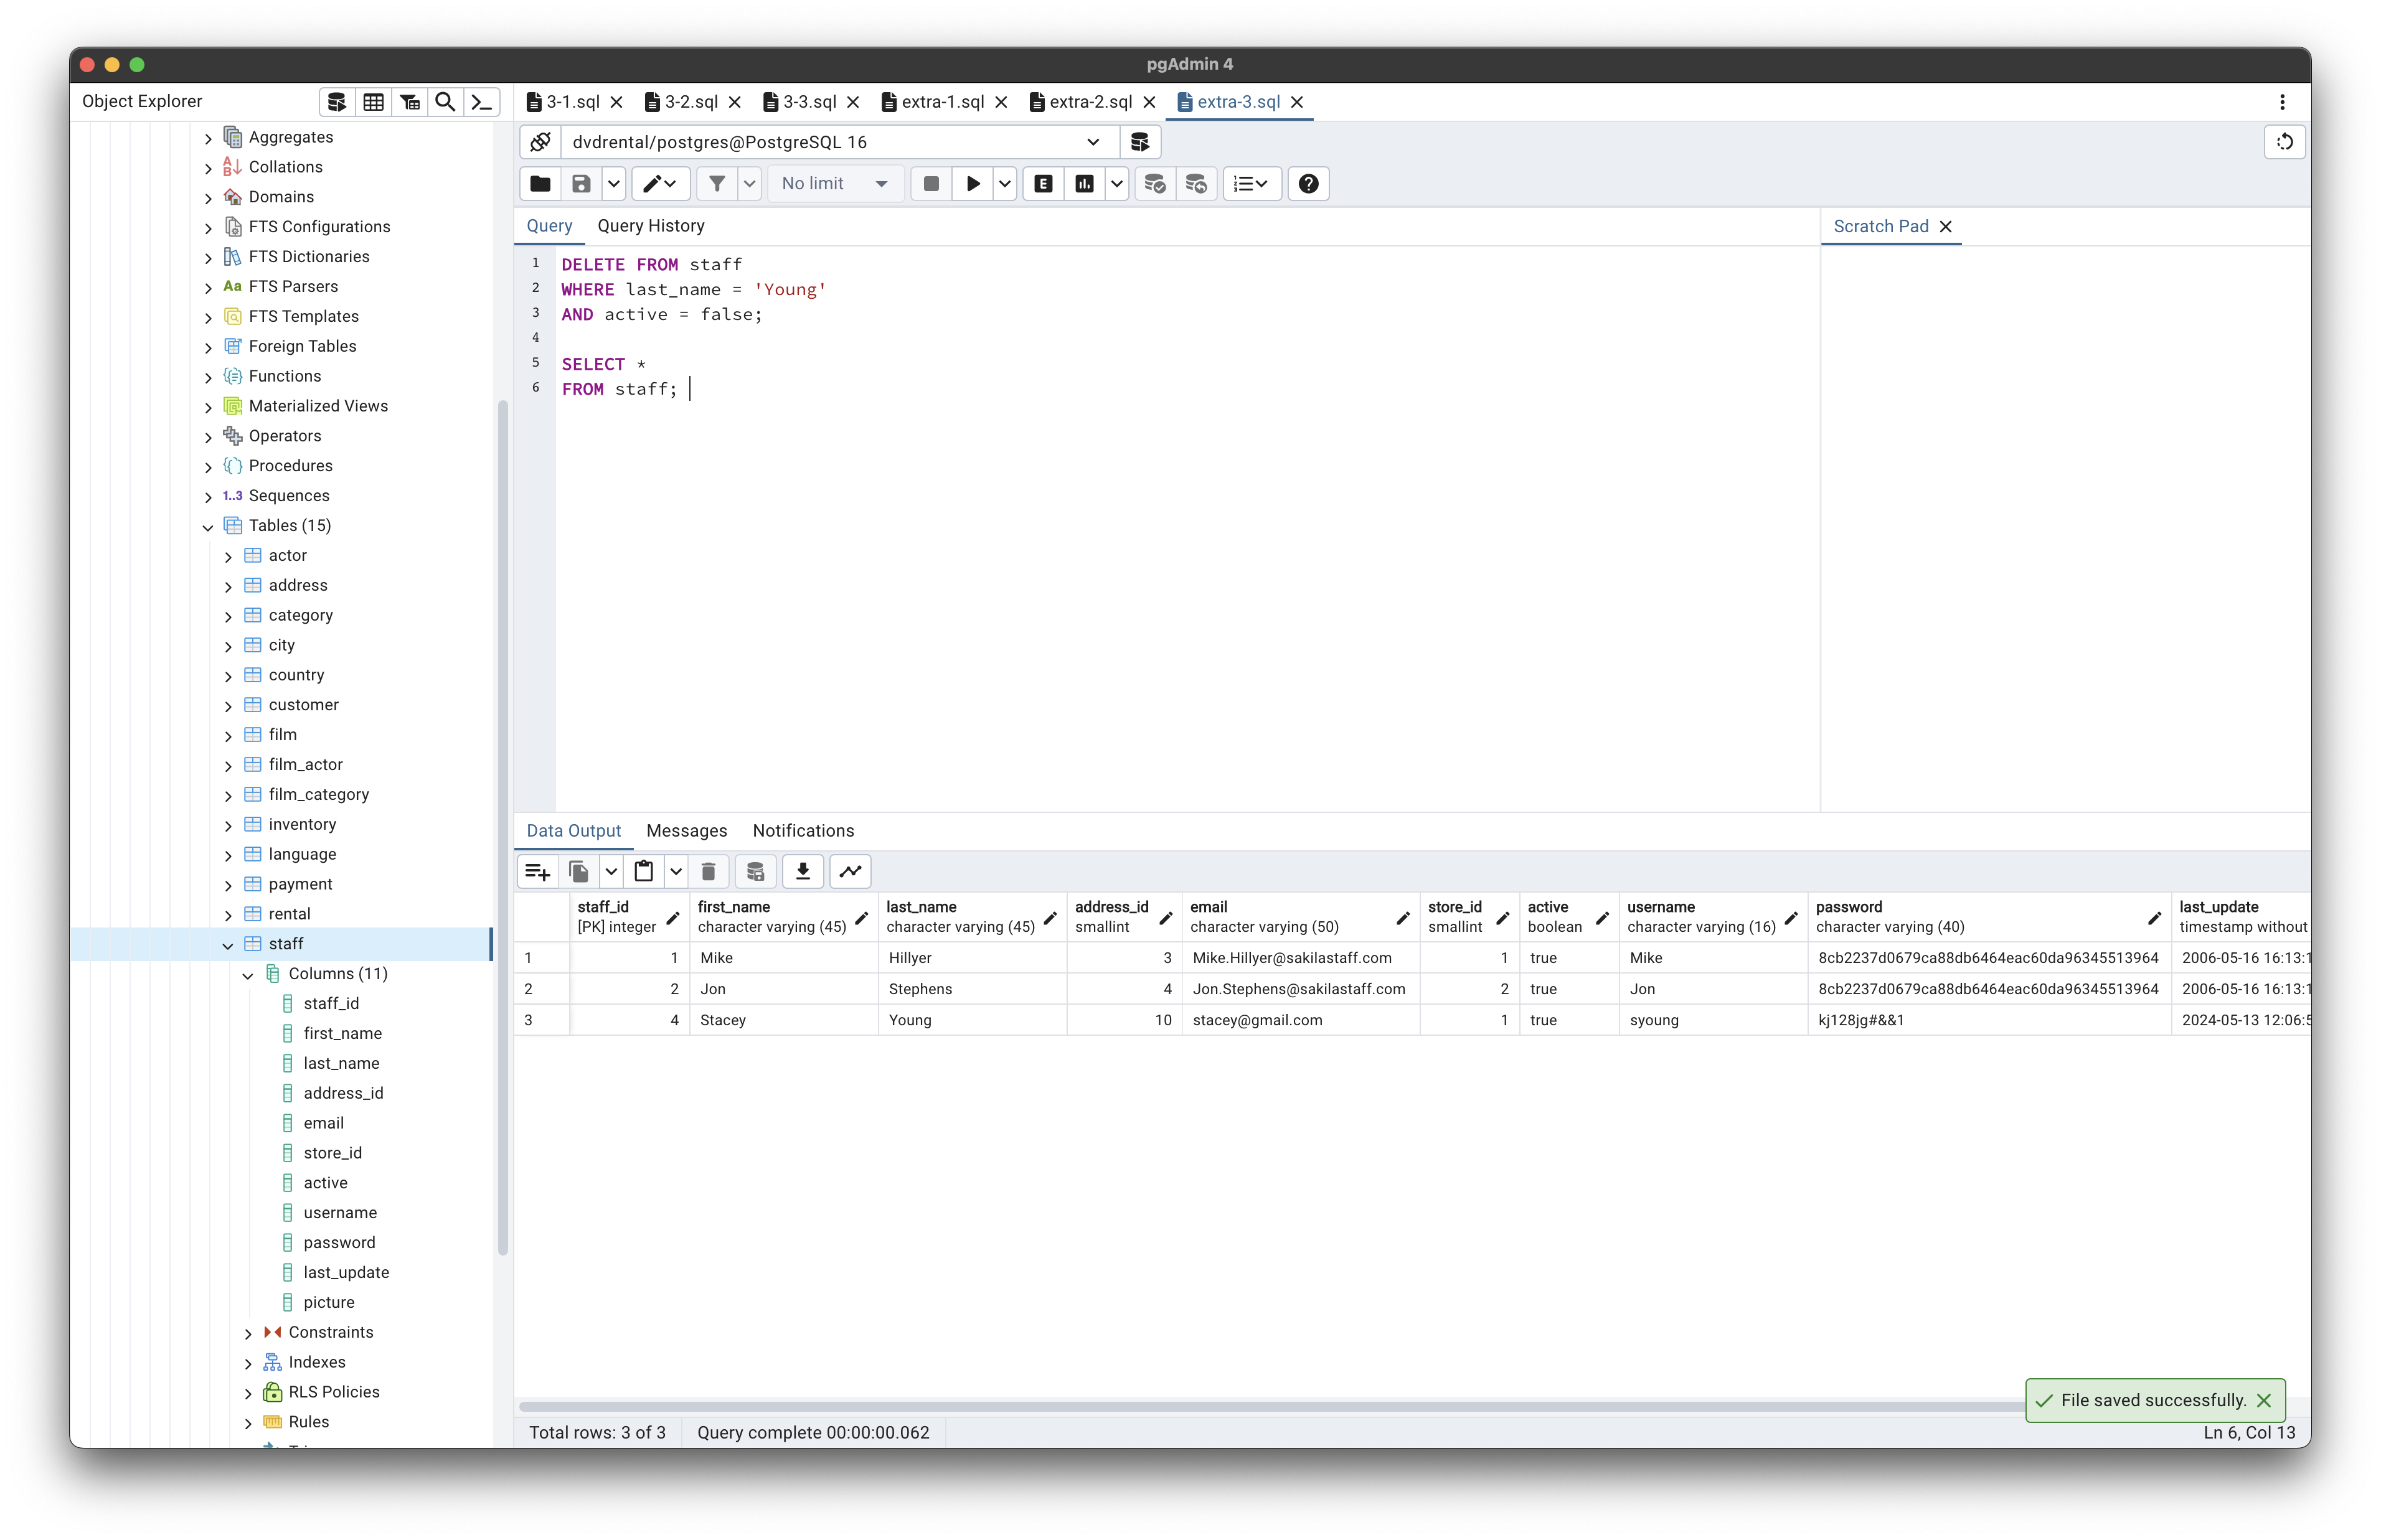 pgAdmin 4
Object Explorer
3-1.sql
3-2.sql
3-3.sql
extra-1.sql
extra-2.sql
extra-3.sql
dvdrental/postgres@PostgreSQL 16
No limit
E
Query
Query History
Scratch Pad
1 DELETE FROM staff
2 WHERE last_name = 'Young'
3 AND active = false;
4
5 SELECT *
6 FROM staff;
Aggregates
Collations
Domains
FTS Configurations
FTS Dictionaries
Aa FTS Parsers
FTS Templates
Foreign Tables
Functions
Materialized Views
Operators
Procedures
1..3 Sequences
Tables (15)
actor
address
category
city
country
customer
film
film_actor
film_category
inventory
language
payment
rental
staff
Columns (11)
staff_id
first_name
last_name
address_id
email
store_id
active
username
password
last_update
picture
Constraints
Indexes
RLS Policies
Rules
Data Output
Messages
Notifications
staff_id first_name last_name address_id email store_id active username password last_update
[PK] integer character varying (45) character varying (45) smallint character varying (50) smallint boolean character varying (16) character varying (40) timestamp without
1 1 Mike Hillyer 3 Mike.Hillyer@sakilastaff.com 1 true Mike 8cb2237d0679ca88db6464eac60da96345513964 2006-05-16 16:13:1
2 2 Jon Stephens 4 Jon.Stephens@sakilastaff.com 2 true Jon 8cb2237d0679ca88db6464eac60da96345513964 2006-05-16 16:13:1
3 4 Stacey Young 10 stacey@gmail.com 1 true syoung kj128jg#&&1 2024-05-13 12:06:5
File saved successfully.
Total rows: 3 of 3
Query complete 00:00:00.062
Ln 6, Col 13